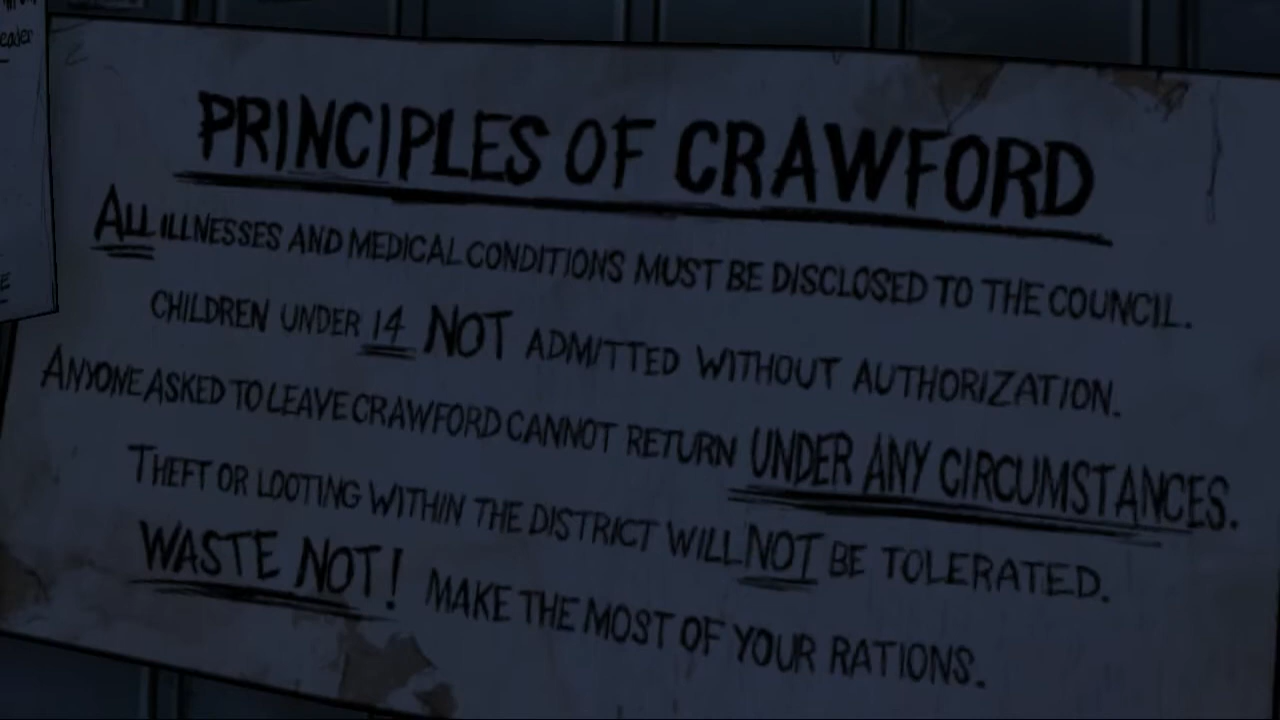 eader
E
PRINCIPLES OF CRAWFORD
ALL ILLNESSES AND MEDICAL CONDITIONS MUST BE DISCLOSED TO THE COUNCIL.
CHILDREN UNDER 14 NOT ADMITTED WITHOUT AUTHORIZATION.
ANYONE ASKED TO LEAVE CRAWFORD CANNOT RETURN UNDER ANY CIRCUMSTANCES.
THEFT OR LOOTING WITHIN THE DISTRICT WILL NOT BE TOLERATED.
WASTE NOT! MAKE THE MOST OF YOUR RATIONS.